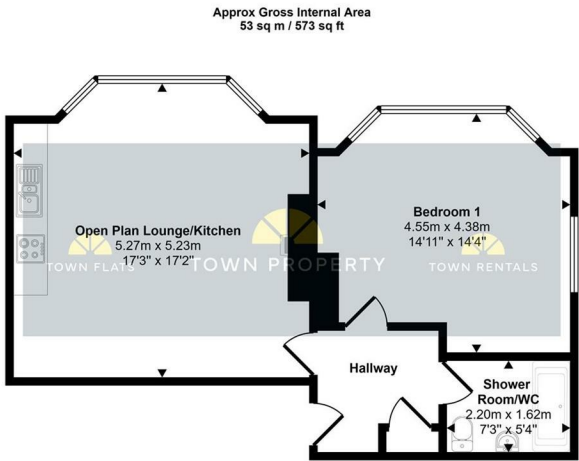 Approx Gross Internal Area
53 sq m / 573 sq ft
Open Plan Lounge/Kitchen
5.27m x 5.23m
17'3" x 17'2"
Bedroom 1
4.55m x 4.38m
14'11" x 14'4"
TOWN FLATS
TOWN PROPERTY
TOWN RENTALS
Hallway
Shower
Room/WC
2.20m x 1.62m
7'3" x 5'4"